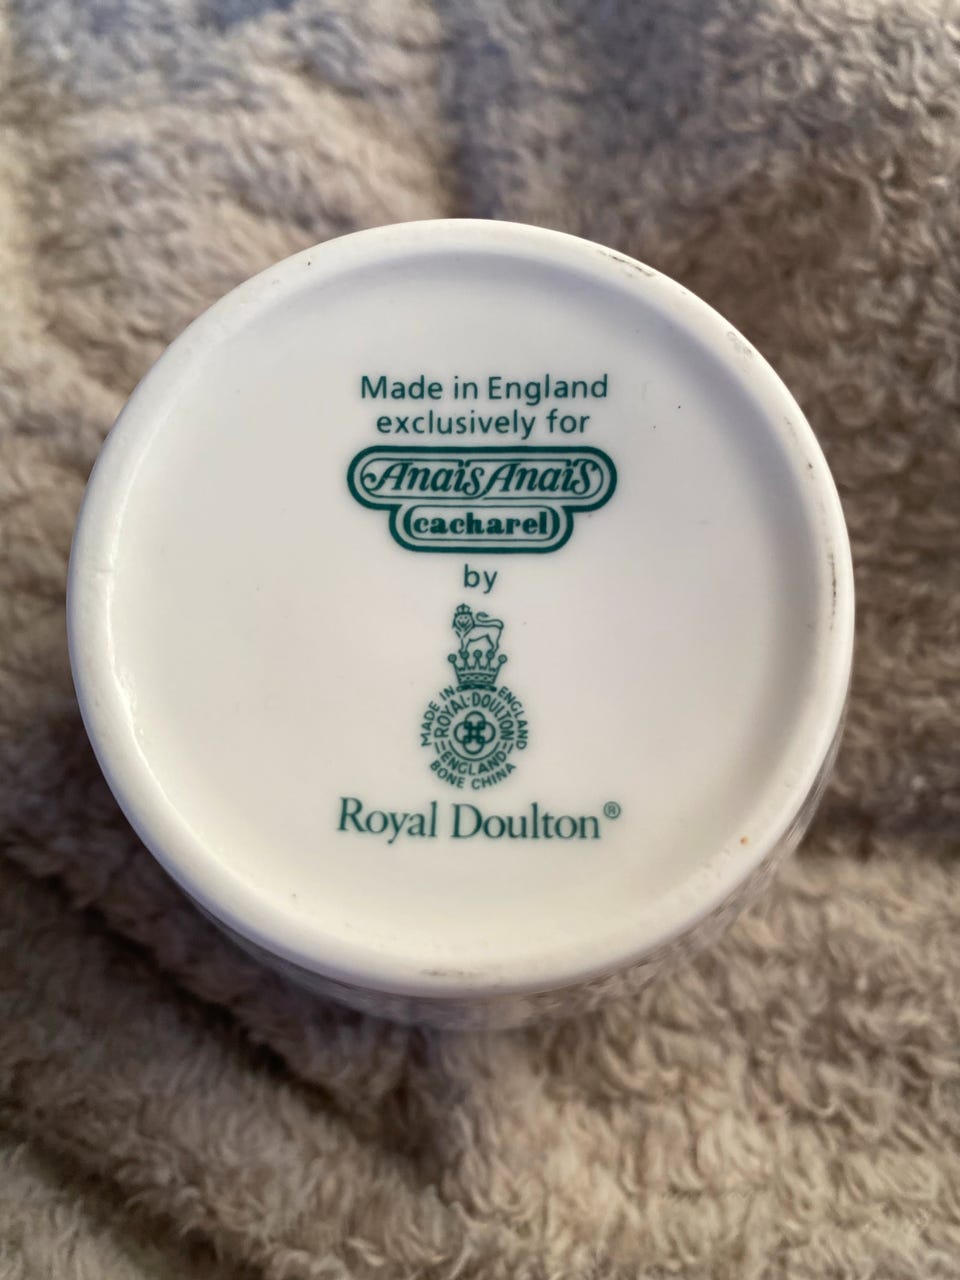 Made in England
exclusively for
Anaïs Anaïs
cacharel
by
MADE IN ENGLAND
ROYAL·DOULTON
ENGLAND
BONE CHINA
Royal Doulton®